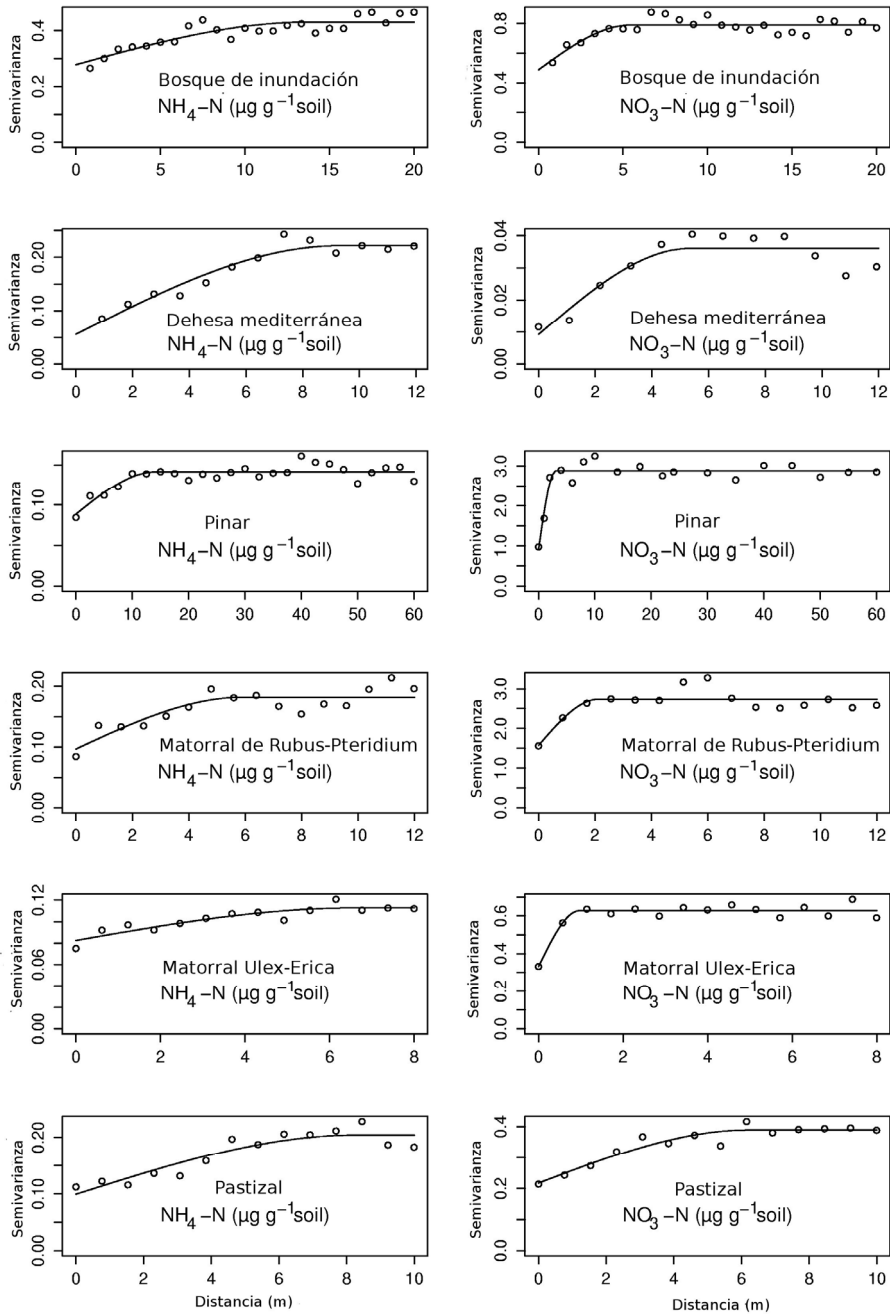 Semivarianza
0.0 0.2 0.4
Bosque de inundación
NH4−N (µg g−1soil)
0 5 10 15 20
Semivarianza
0.0 0.4 0.8
Bosque de inundación
NO3−N (µg g−1soil)
0 5 10 15 20
Semivarianza
0.00 0.10 0.20
Dehesa mediterránea
NH4−N (µg g−1soil)
0 2 4 6 8 10 12
Semivarianza
0.00 0.02 0.04
Dehesa mediterránea
NO3−N (µg g−1soil)
0 2 4 6 8 10 12
Semivarianza
0.00 0.10
Pinar
NH4−N (µg g−1soil)
0 10 20 30 40 50 60
Semivarianza
0.0 1.0 2.0 3.0
Pinar
NO3−N (µg g−1soil)
0 10 20 30 40 50 60
Semivarianza
0.00 0.10 0.20
Matorral de Rubus-Pteridium
NH4−N (µg g−1soil)
0 2 4 6 8 10 12
Semivarianza
0.0 1.0 2.0 3.0
Matorral de Rubus-Pteridium
NO3−N (µg g−1soil)
0 2 4 6 8 10 12
Semivarianza
0.00 0.06 0.12
Matorral Ulex-Erica
NH4−N (µg g−1soil)
0 2 4 6 8
Semivarianza
0.0 0.2 0.4 0.6
Matorral Ulex-Erica
NO3−N (µg g−1soil)
0 2 4 6 8
Semivarianza
0.00 0.10 0.20
Pastizal
NH4−N (µg g−1soil)
0 2 4 6 8 10
Distancia (m)
Semivarianza
0.0 0.2 0.4
Pastizal
NO3−N (µg g−1soil)
0 2 4 6 8 10
Distancia (m)